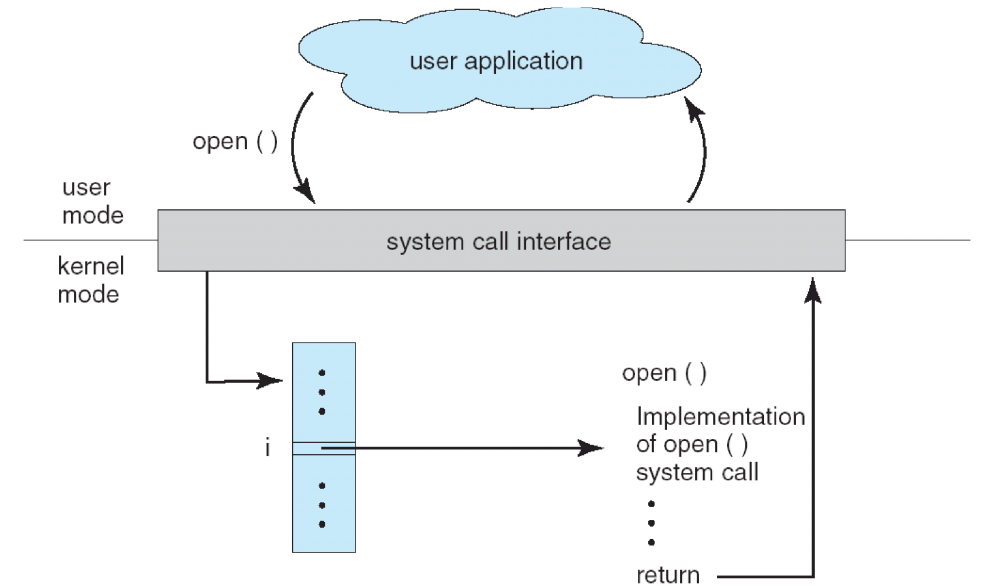 user application
open ( )
user
mode
system call interface
kernel
mode
open ( )
i
Implementation
of open ( )
system call
return